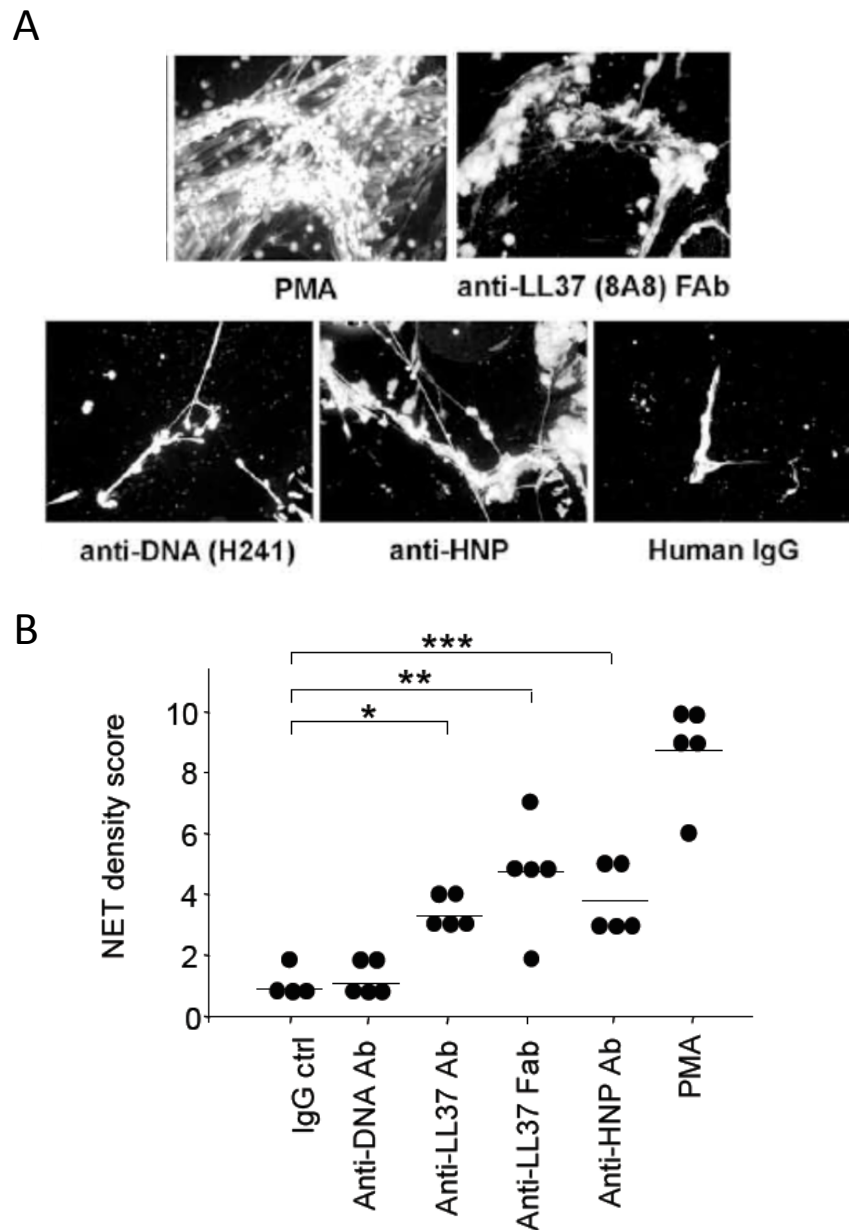 A
PMA
anti-LL37 (8A8) FAb
anti-DNA (H241)
anti-HNP
Human IgG
B
***
**
*
NET density score
10
8
6
4
2
0
IgG ctrl
Anti-DNA Ab
Anti-LL37 Ab
Anti-LL37 Fab
Anti-HNP Ab
PMA